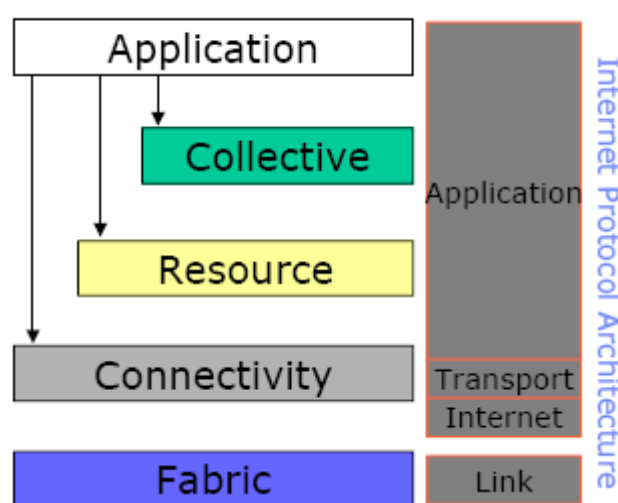 Application
Collective
Resource
Connectivity
Fabric
Application
Transport
Internet
Link
Internet Protocol Architecture